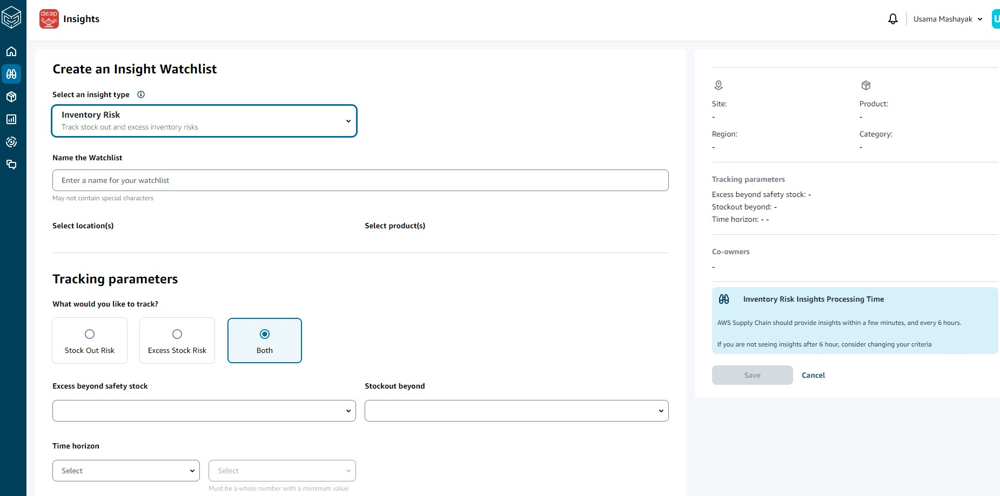 deep
Insights
Usama Mashayak
U
Create an Insight Watchlist
Select an insight type
Inventory Risk
Track stock out and excess inventory risks
Name the Watchlist
Enter a name for your watchlist
May not contain special characters
Select location(s)
Select product(s)
Tracking parameters
What would you like to track?
Stock Out Risk
Excess Stock Risk
Both
Excess beyond safety stock
Stockout beyond
Time horizon
Select
Select
Must be a whole number with a minimum value
Site:
-
Product:
-
Region:
-
Category:
-
Tracking parameters
Excess beyond safety stock: -
Stockout beyond: -
Time horizon: - -
Co-owners
-
Inventory Risk Insights Processing Time
AWS Supply Chain should provide insights within a few minutes, and every 6 hours.
If you are not seeing insights after 6 hour, consider changing your criteria
Save
Cancel